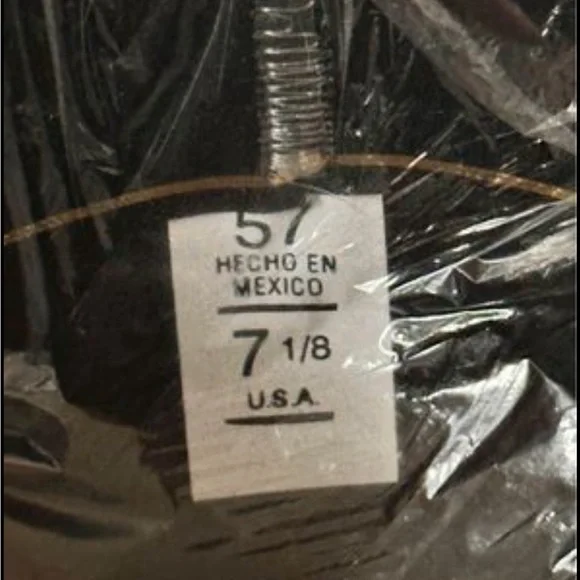 57
HECHO EN
MEXICO
7 1/8
U.S.A.